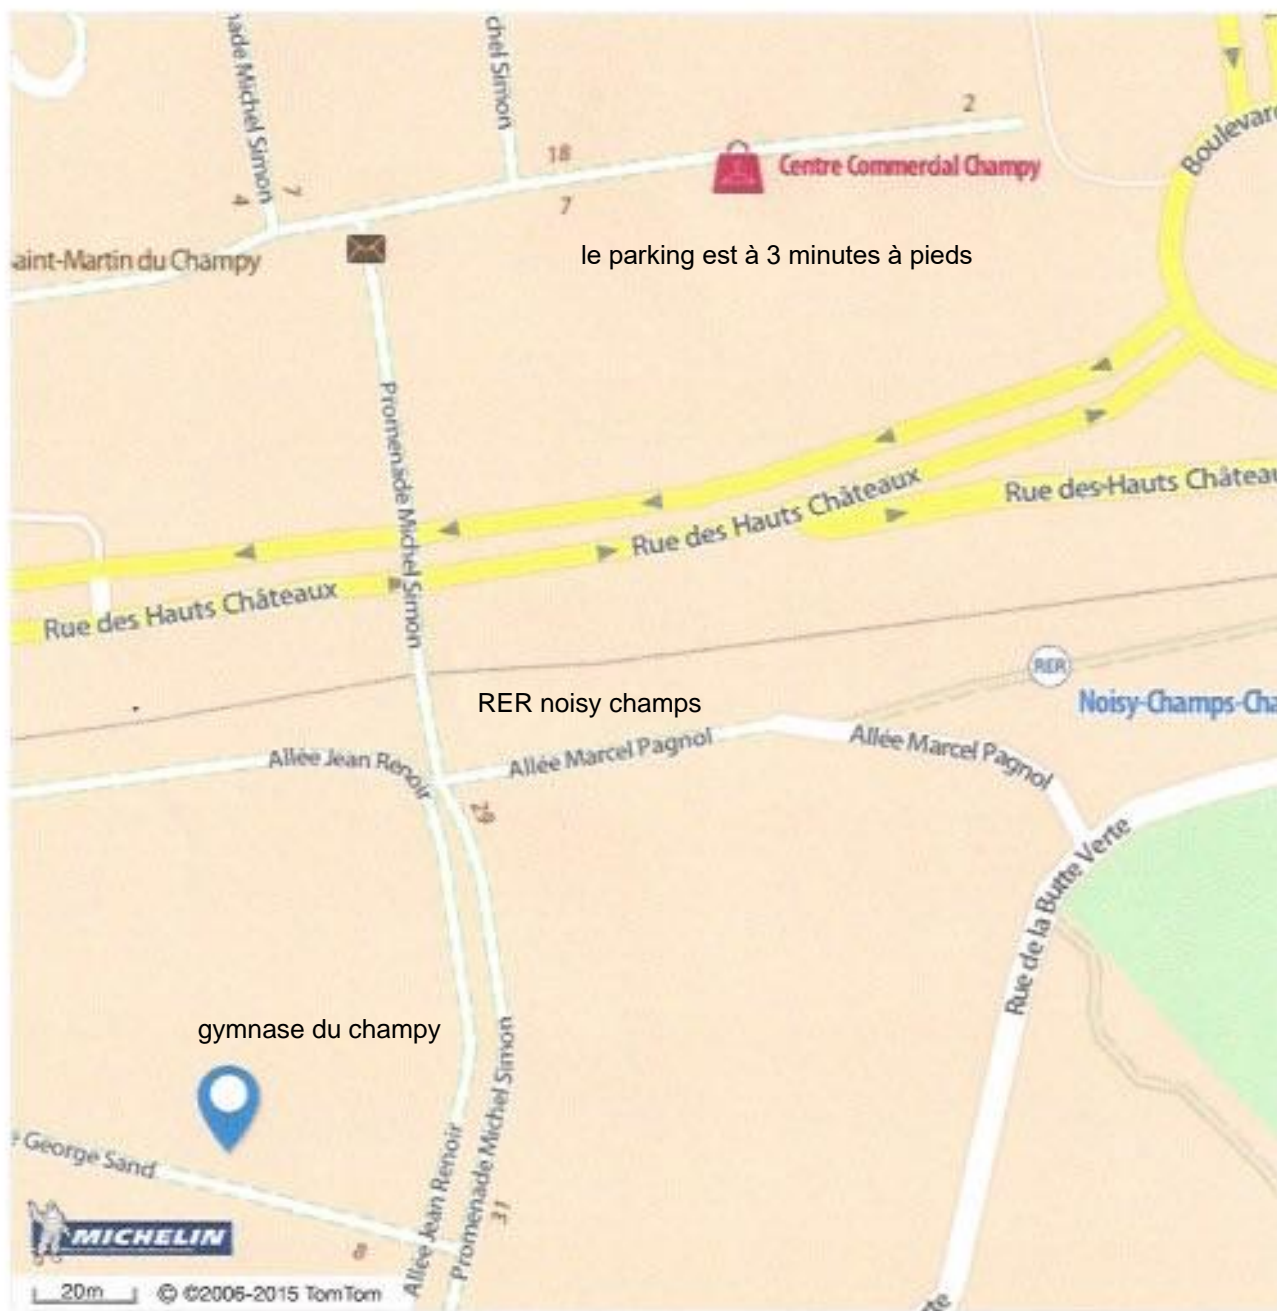 nade Michel Simon
chel Simon
2
18
7
7
4
Boulevar
Centre Commercial Champy
aint-Martin du Champy
le parking est à 3 minutes à pieds
Promenade Michel Simon
Rue des Hauts Châteaux
Rue des-Hauts Château
Rue des Hauts Châteaux
RER
RER noisy champs
Noisy-Champs-Cha
Allée Jean Renoir
Allée Marcel Pagnol
Allée Marcel Pagnol
29
Rue de la Butte Verte
gymnase du champy
George Sand
Allée Jean Renoir
Promenade Michel Simon
31
8
MICHELIN
20m
© ©2006-2015 TomTom
te